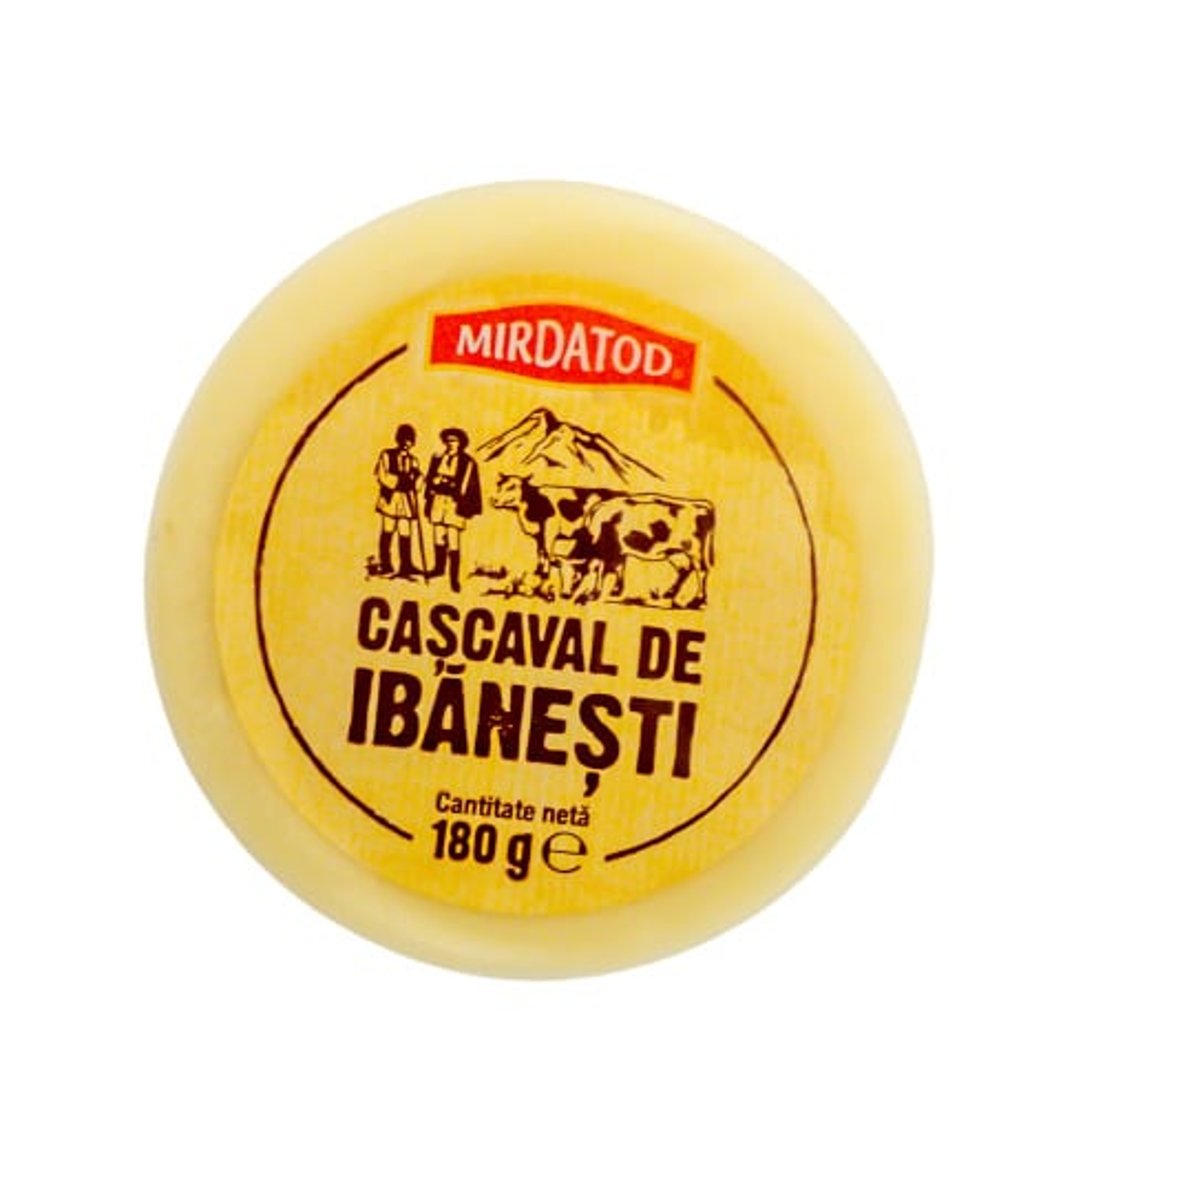 MIRDATOD®
CAȘCAVAL DE
IBĂNEȘTI
Cantitate netă
180 g ℮